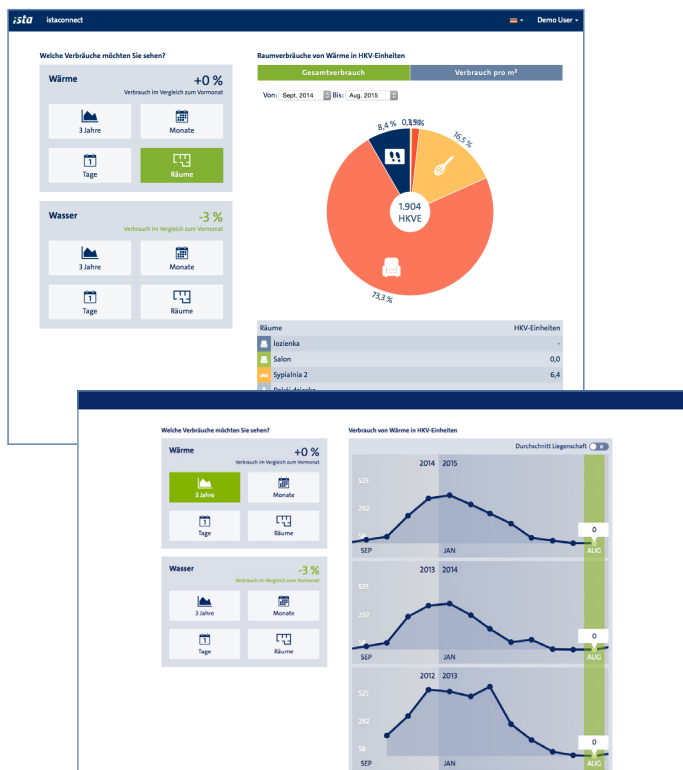 ista istaconnect Demo User
Welche Verbräuche möchten Sie sehen?
Wärme +0 %
Verbrauch im Vergleich zum Vormonat
3 Jahre Monate
Tage Räume
Wasser -3 %
Verbrauch im Vergleich zum Vormonat
3 Jahre Monate
Tage Räume
Raumverbräuche von Wärme in HKV-Einheiten
Gesamtverbrauch Verbrauch pro m²
Von: Sept. 2014 Bis: Aug. 2015
8,4 %
16,5 %
1.904
HKVE
73,3 %
Räume HKV-Einheiten
lozienka -
Salon 0,0
Sypialnia 2 6,4
Welche Verbräuche möchten Sie sehen?
Wärme +0 %
Verbrauch im Vergleich zum Vormonat
3 Jahre Monate
Tage Räume
Wasser -3 %
Verbrauch im Vergleich zum Vormonat
3 Jahre Monate
Tage Räume
Verbrauch von Wärme in HKV-Einheiten
Durchschnitt Liegenschaft
2014 2015
525
292
58
0
SEP JAN AUG
2013 2014
525
292
58
0
SEP JAN AUG
2012 2013
525
292
58
0
SEP JAN AUG